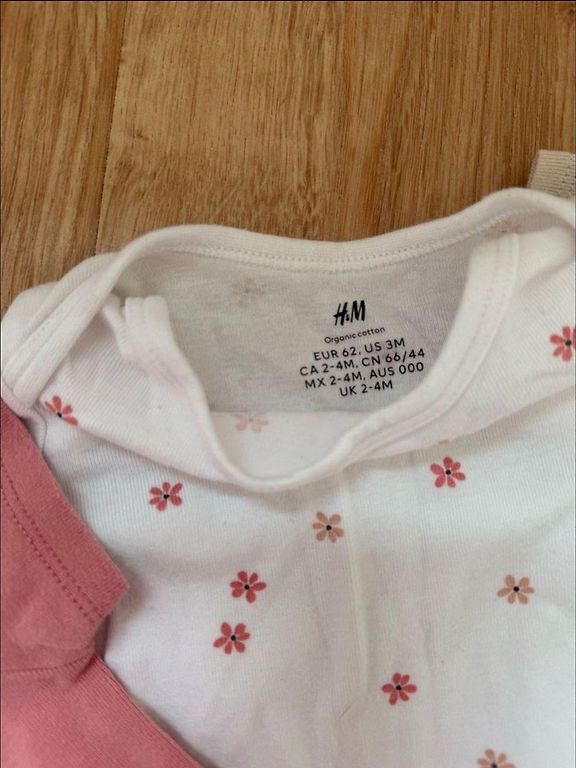 H&M
Organic cotton
EUR 62, US 3M
CA 2-4M, CN 66/44
MX 2-4M, AUS 000
UK 2-4M